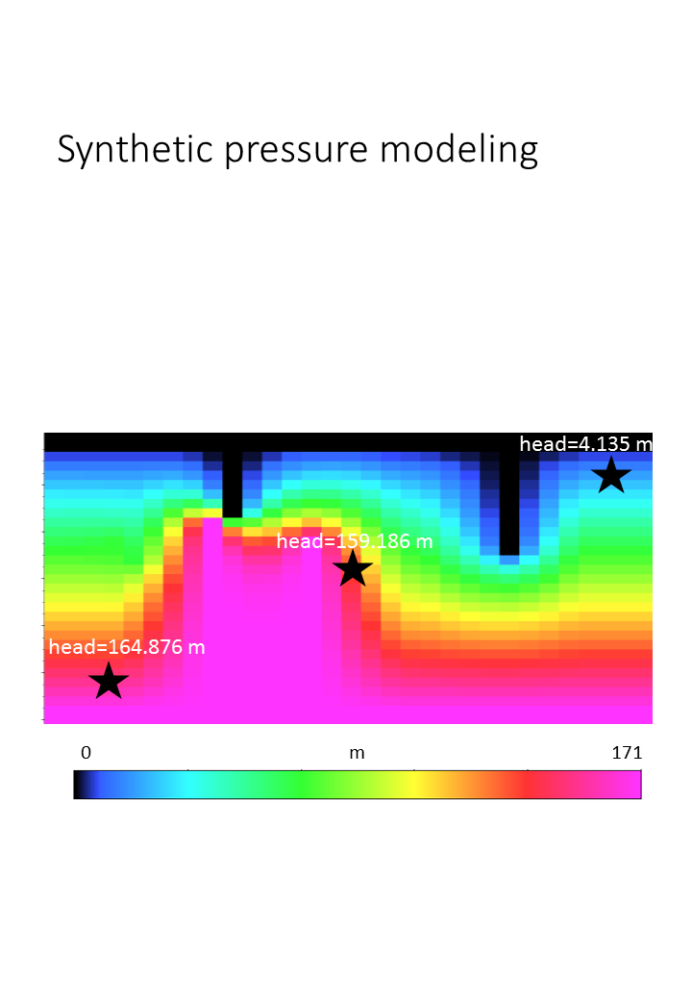 Synthetic pressure modeling
head=4.135 m
head=159.186 m
head=164.876 m
0 m 171